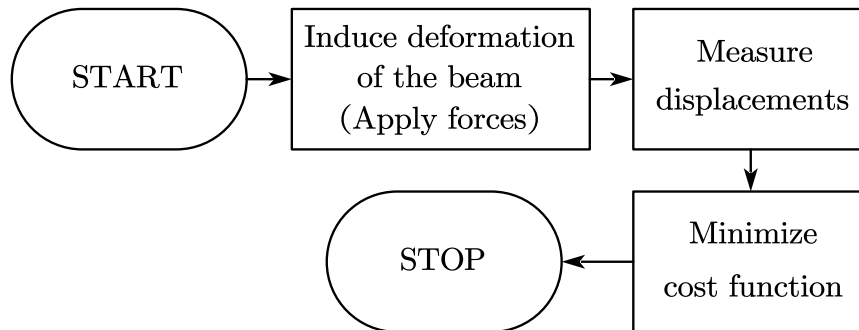 START
Induce deformation
of the beam
(Apply forces)
Measure
displacements
Minimize
cost function
STOP